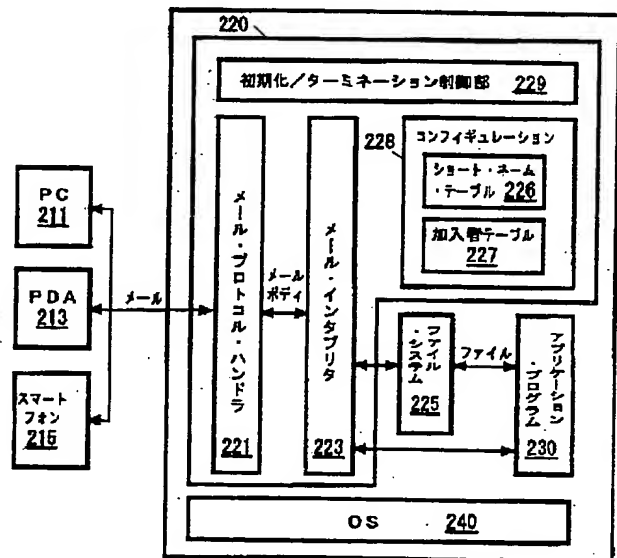 220
初期化/ターミネーション制御部 229
228
コンフィギュレーション
ショート・ネーム
・テーブル 226
加入者テーブル
227
PC
211
PDA
213
スマート
フォン
215
メール
メール・プロトコル・ハンドラ
221
メール
ボディ
メール・インタプリタ
223
ファイル
・システム
225
ファイル
アプリケーション
・プログラム
230
OS 240